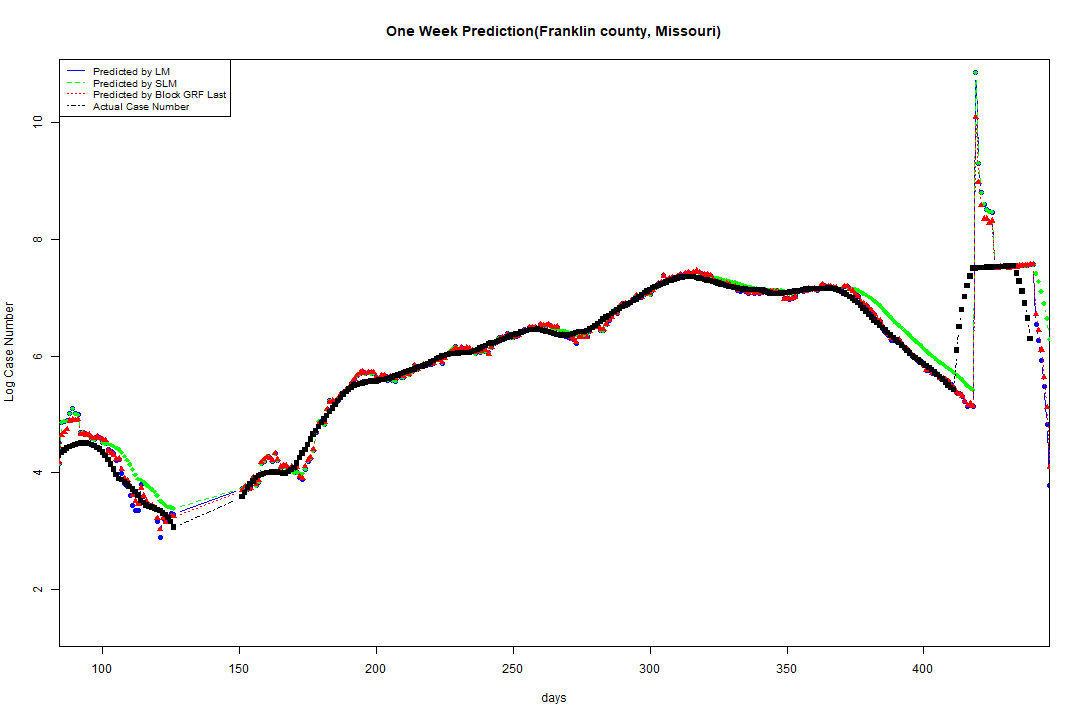 One Week Prediction(Franklin county, Missouri)
Predicted by LM
Predicted by SLM
Predicted by Block GRF Last
Actual Case Number
Log Case Number
10
8
6
4
2
100 150 200 250 300 350 400
days